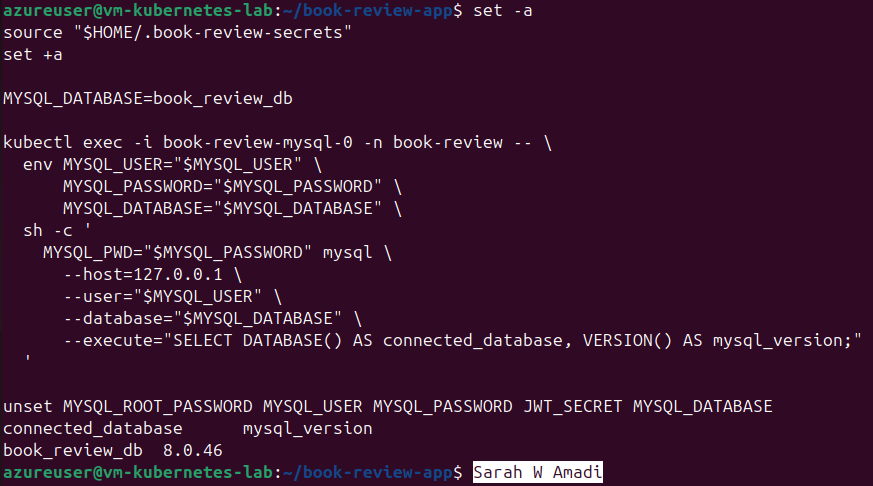 azureuser@vm-kubernetes-lab:~/book-review-app$ set -a
source "$HOME/.book-review-secrets"
set +a
MYSQL_DATABASE=book_review_db
kubectl exec -i book-review-mysql-0 -n book-review -- \
  env MYSQL_USER="$MYSQL_USER" \
      MYSQL_PASSWORD="$MYSQL_PASSWORD" \
      MYSQL_DATABASE="$MYSQL_DATABASE" \
  sh -c '
    MYSQL_PWD="$MYSQL_PASSWORD" mysql \
      --host=127.0.0.1 \
      --user="$MYSQL_USER" \
      --database="$MYSQL_DATABASE" \
      --execute="SELECT DATABASE() AS connected_database, VERSION() AS mysql_version;"
  '
unset MYSQL_ROOT_PASSWORD MYSQL_USER MYSQL_PASSWORD JWT_SECRET MYSQL_DATABASE
connected_database      mysql_version
book_review_db  8.0.46
azureuser@vm-kubernetes-lab:~/book-review-app$ Sarah W Amadi